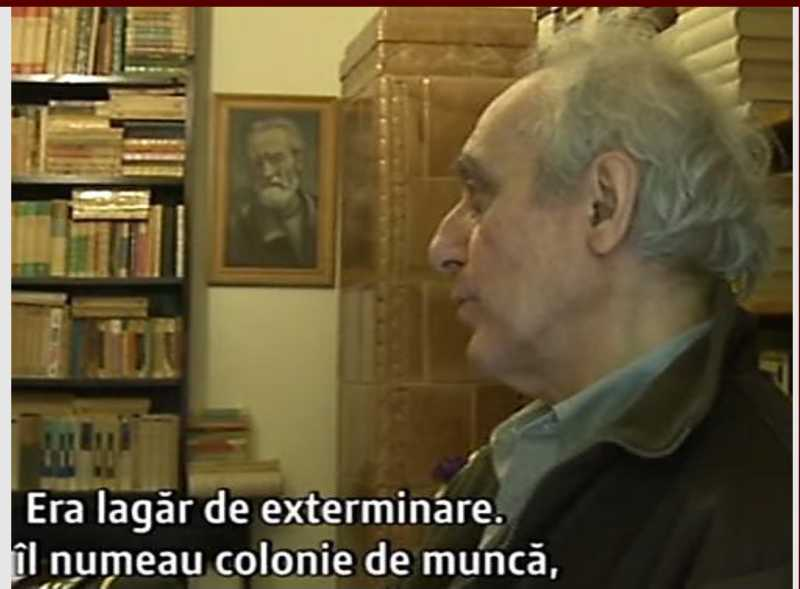 Era lagăr de exterminare.
îl numeau colonie de muncă,